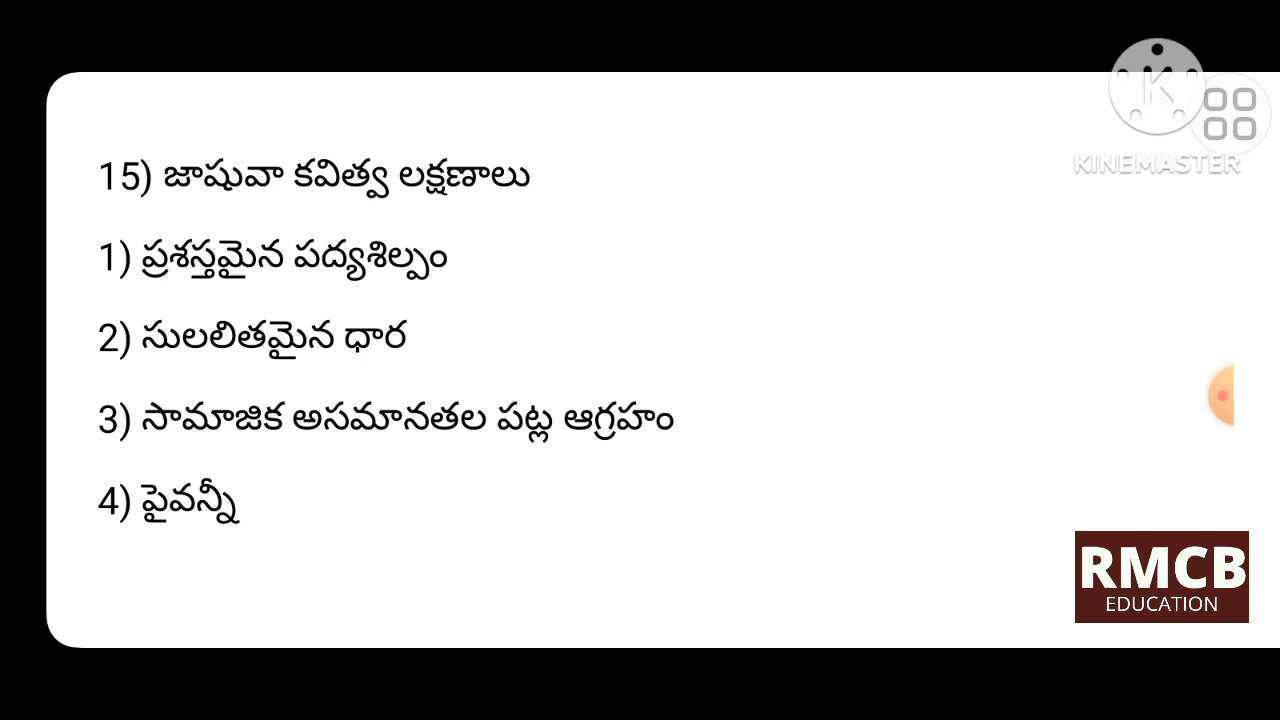 15) జాషువా కవిత్వ లక్షణాలు
1) ప్రశస్తమైన పద్యశిల్పం
2) సులలితమైన ధార
3) సామాజిక అసమానతల పట్ల ఆగ్రహం
4) పైవన్నీ
K
KINEMASTER
RMCB
EDUCATION